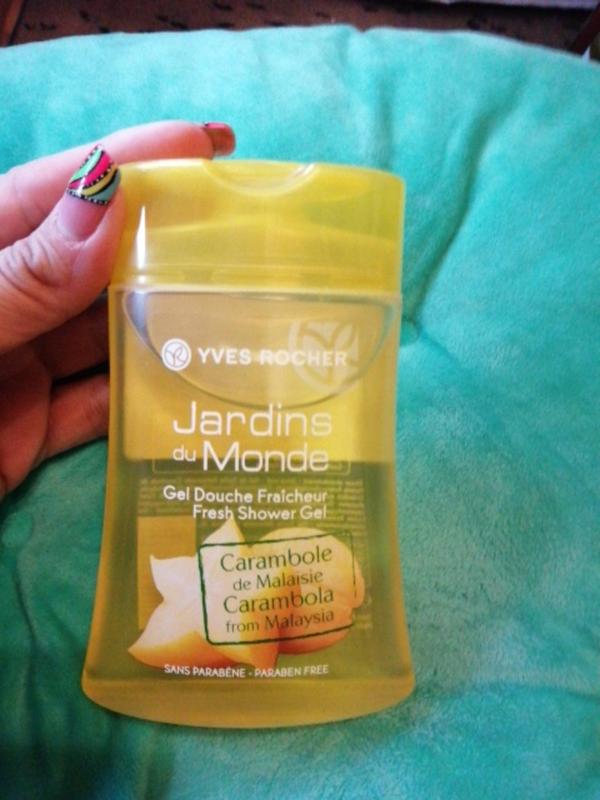 YVES ROCHER
Jardins
du Monde
Gel Douche Fraîcheur
Fresh Shower Gel
Carambole
de Malaisie
Carambola
from Malaysia
SANS PARABÈNE - PARABEN FREE